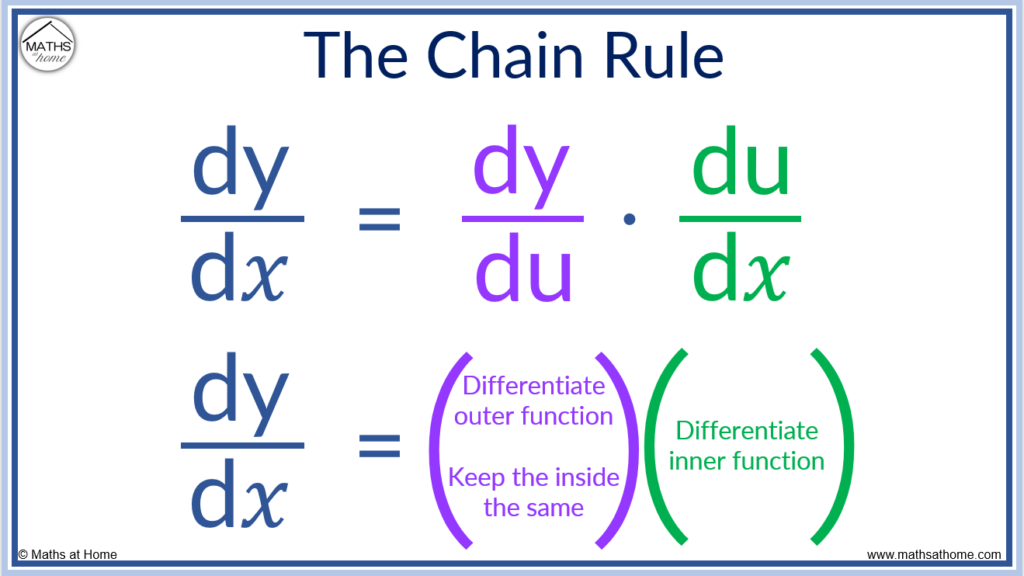 MATHS
at
home
The Chain Rule
dy/dx = dy/du · du/dx
dy/dx = (Differentiate outer function Keep the inside the same) (Differentiate inner function)
© Maths at Home
www.mathsathome.com